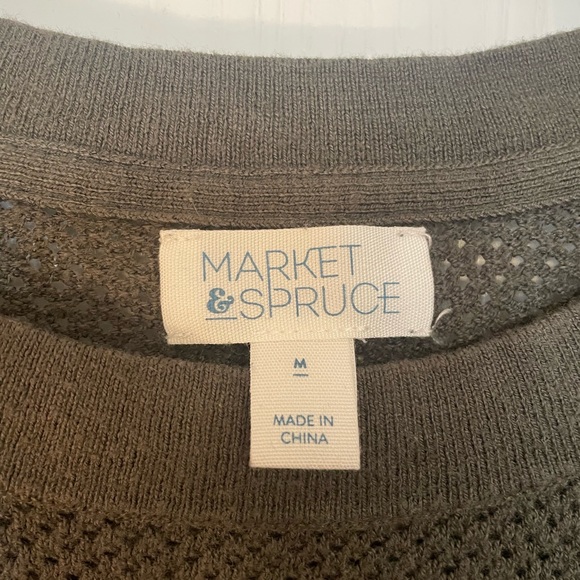 MARKET
& SPRUCE
M
MADE IN
CHINA